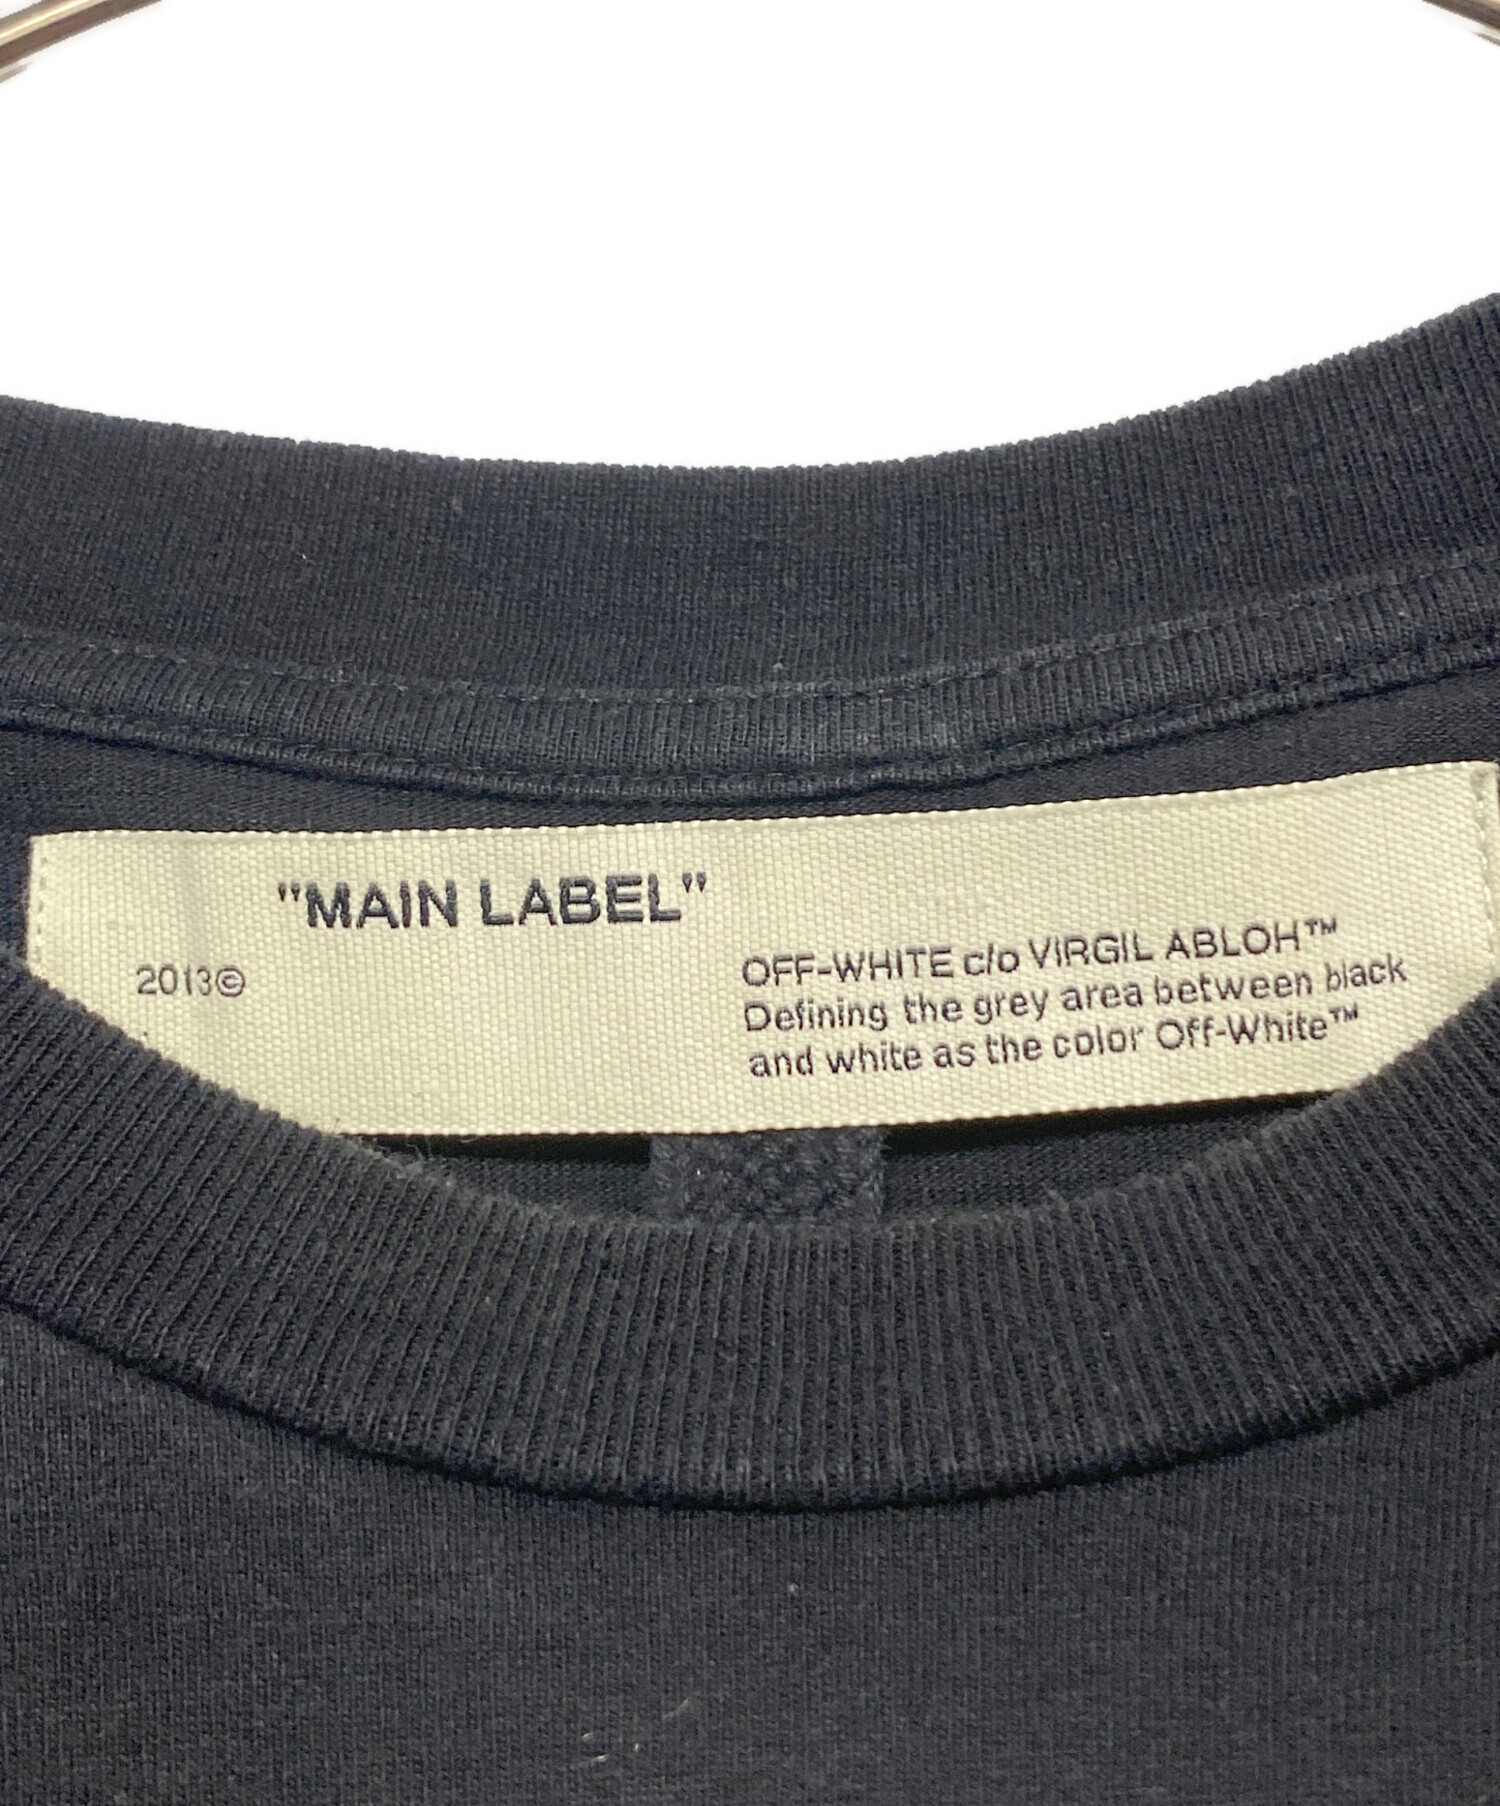 "MAIN LABEL"
2013©
OFF-WHITE c/o VIRGIL ABLOH™
Defining the grey area between black
and white as the color Off-White™